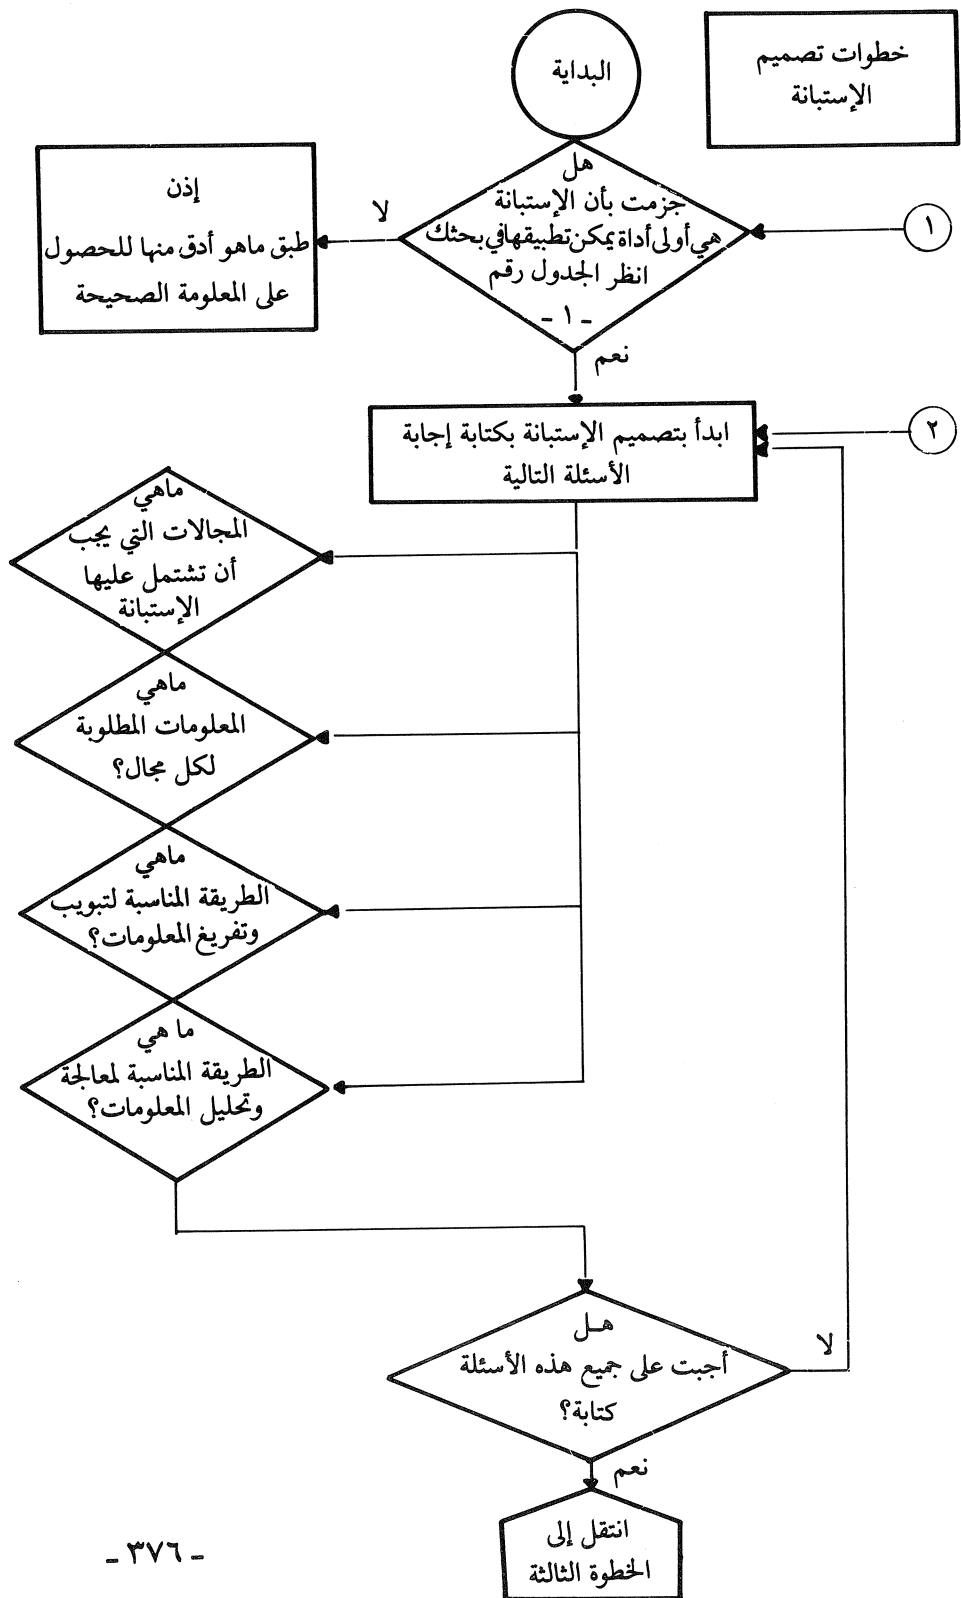 خطوات تصميم
الإستبانة
البداية
هل
جزمت بأن الإستبانة
هي أولى أداة يمكن تطبيقها في بحثك
انظر الجدول رقم
- ١ -
١
لا
إذن
طبق ماهو أدق منها للحصول
على المعلومة الصحيحة
نعم
ابدأ بتصميم الإستبانة بكتابة إجابة
الأسئلة التالية
٢
ماهي
المجالات التي يجب
أن تشتمل عليها
الإستبانة
ماهي
المعلومات المطلوبة
لكل مجال؟
ماهي
الطريقة المناسبة لتبويب
وتفريغ المعلومات؟
ما هي
الطريقة المناسبة لمعالجة
وتحليل المعلومات؟
هـل
أجبت على جميع هذه الأسئلة
كتابة؟
لا
نعم
انتقل إلى
الخطوة الثالثة
- ٣٧٦ -